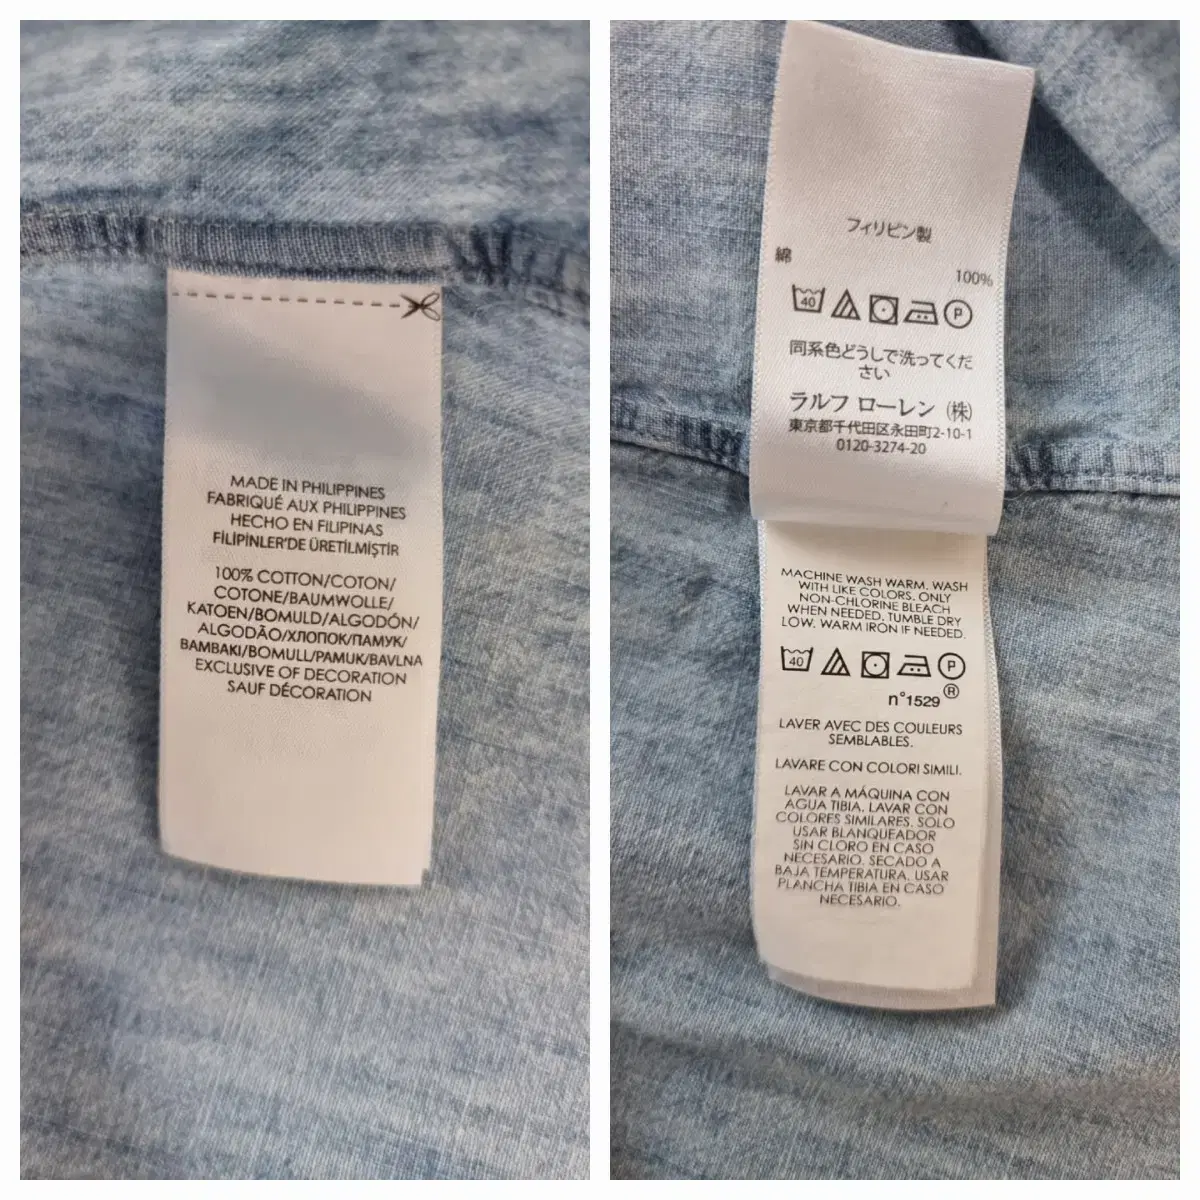 MADE IN PHILIPPINES
FABRIQUÉ AUX PHILIPPINES
HECHO EN FILIPINAS
FİLİPİNLER'DE ÜRETİLMİŞTİR
100% COTTON/COTON/
COTONE/BAUMWOLLE/
KATOEN/BOMULD/ALGODÓN/
ALGODÃO/ХЛОПОК/ПАМУК/
BAMBAKI/BOMULL/PAMUK/BAVLNA
EXCLUSIVE OF DECORATION
SAUF DÉCORATION
フィリピン製
綿
100%
40
P
同系色どうしで洗ってくだ
さい
ラルフ ローレン (株)
東京都千代田区永田町2-10-1
0120-3274-20
MACHINE WASH WARM. WASH
WITH LIKE COLORS. ONLY
NON-CHLORINE BLEACH
WHEN NEEDED. TUMBLE DRY
LOW. WARM IRON IF NEEDED.
40
P
n°1529 ®
LAVER AVEC DES COULEURS
SEMBLABLES.
LAVARE CON COLORI SIMILI.
LAVAR A MÁQUINA CON
AGUA TIBIA. LAVAR CON
COLORES SIMILARES. SOLO
USAR BLANQUEADOR
SIN CLORO EN CASO
NECESARIO. SECADO A
BAJA TEMPERATURA. USAR
PLANCHA TIBIA EN CASO
NECESARIO.